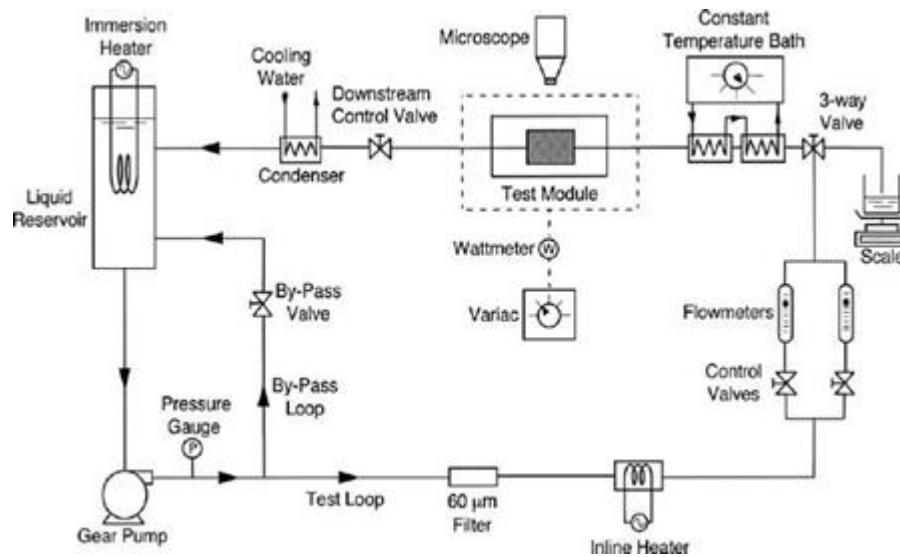 Immersion
Heater
Cooling
Water
Downstream
Control Valve
Condenser
Microscope
Constant
Temperature Bath
3-way
Valve
Test Module
Liquid
Reservoir
Wattmeter
W
Scale
By-Pass
Valve
Variac
Flowmeters
By-Pass
Loop
Control
Valves
Pressure
Gauge
P
Test Loop
60 μm
Filter
Gear Pump
Inline Heater